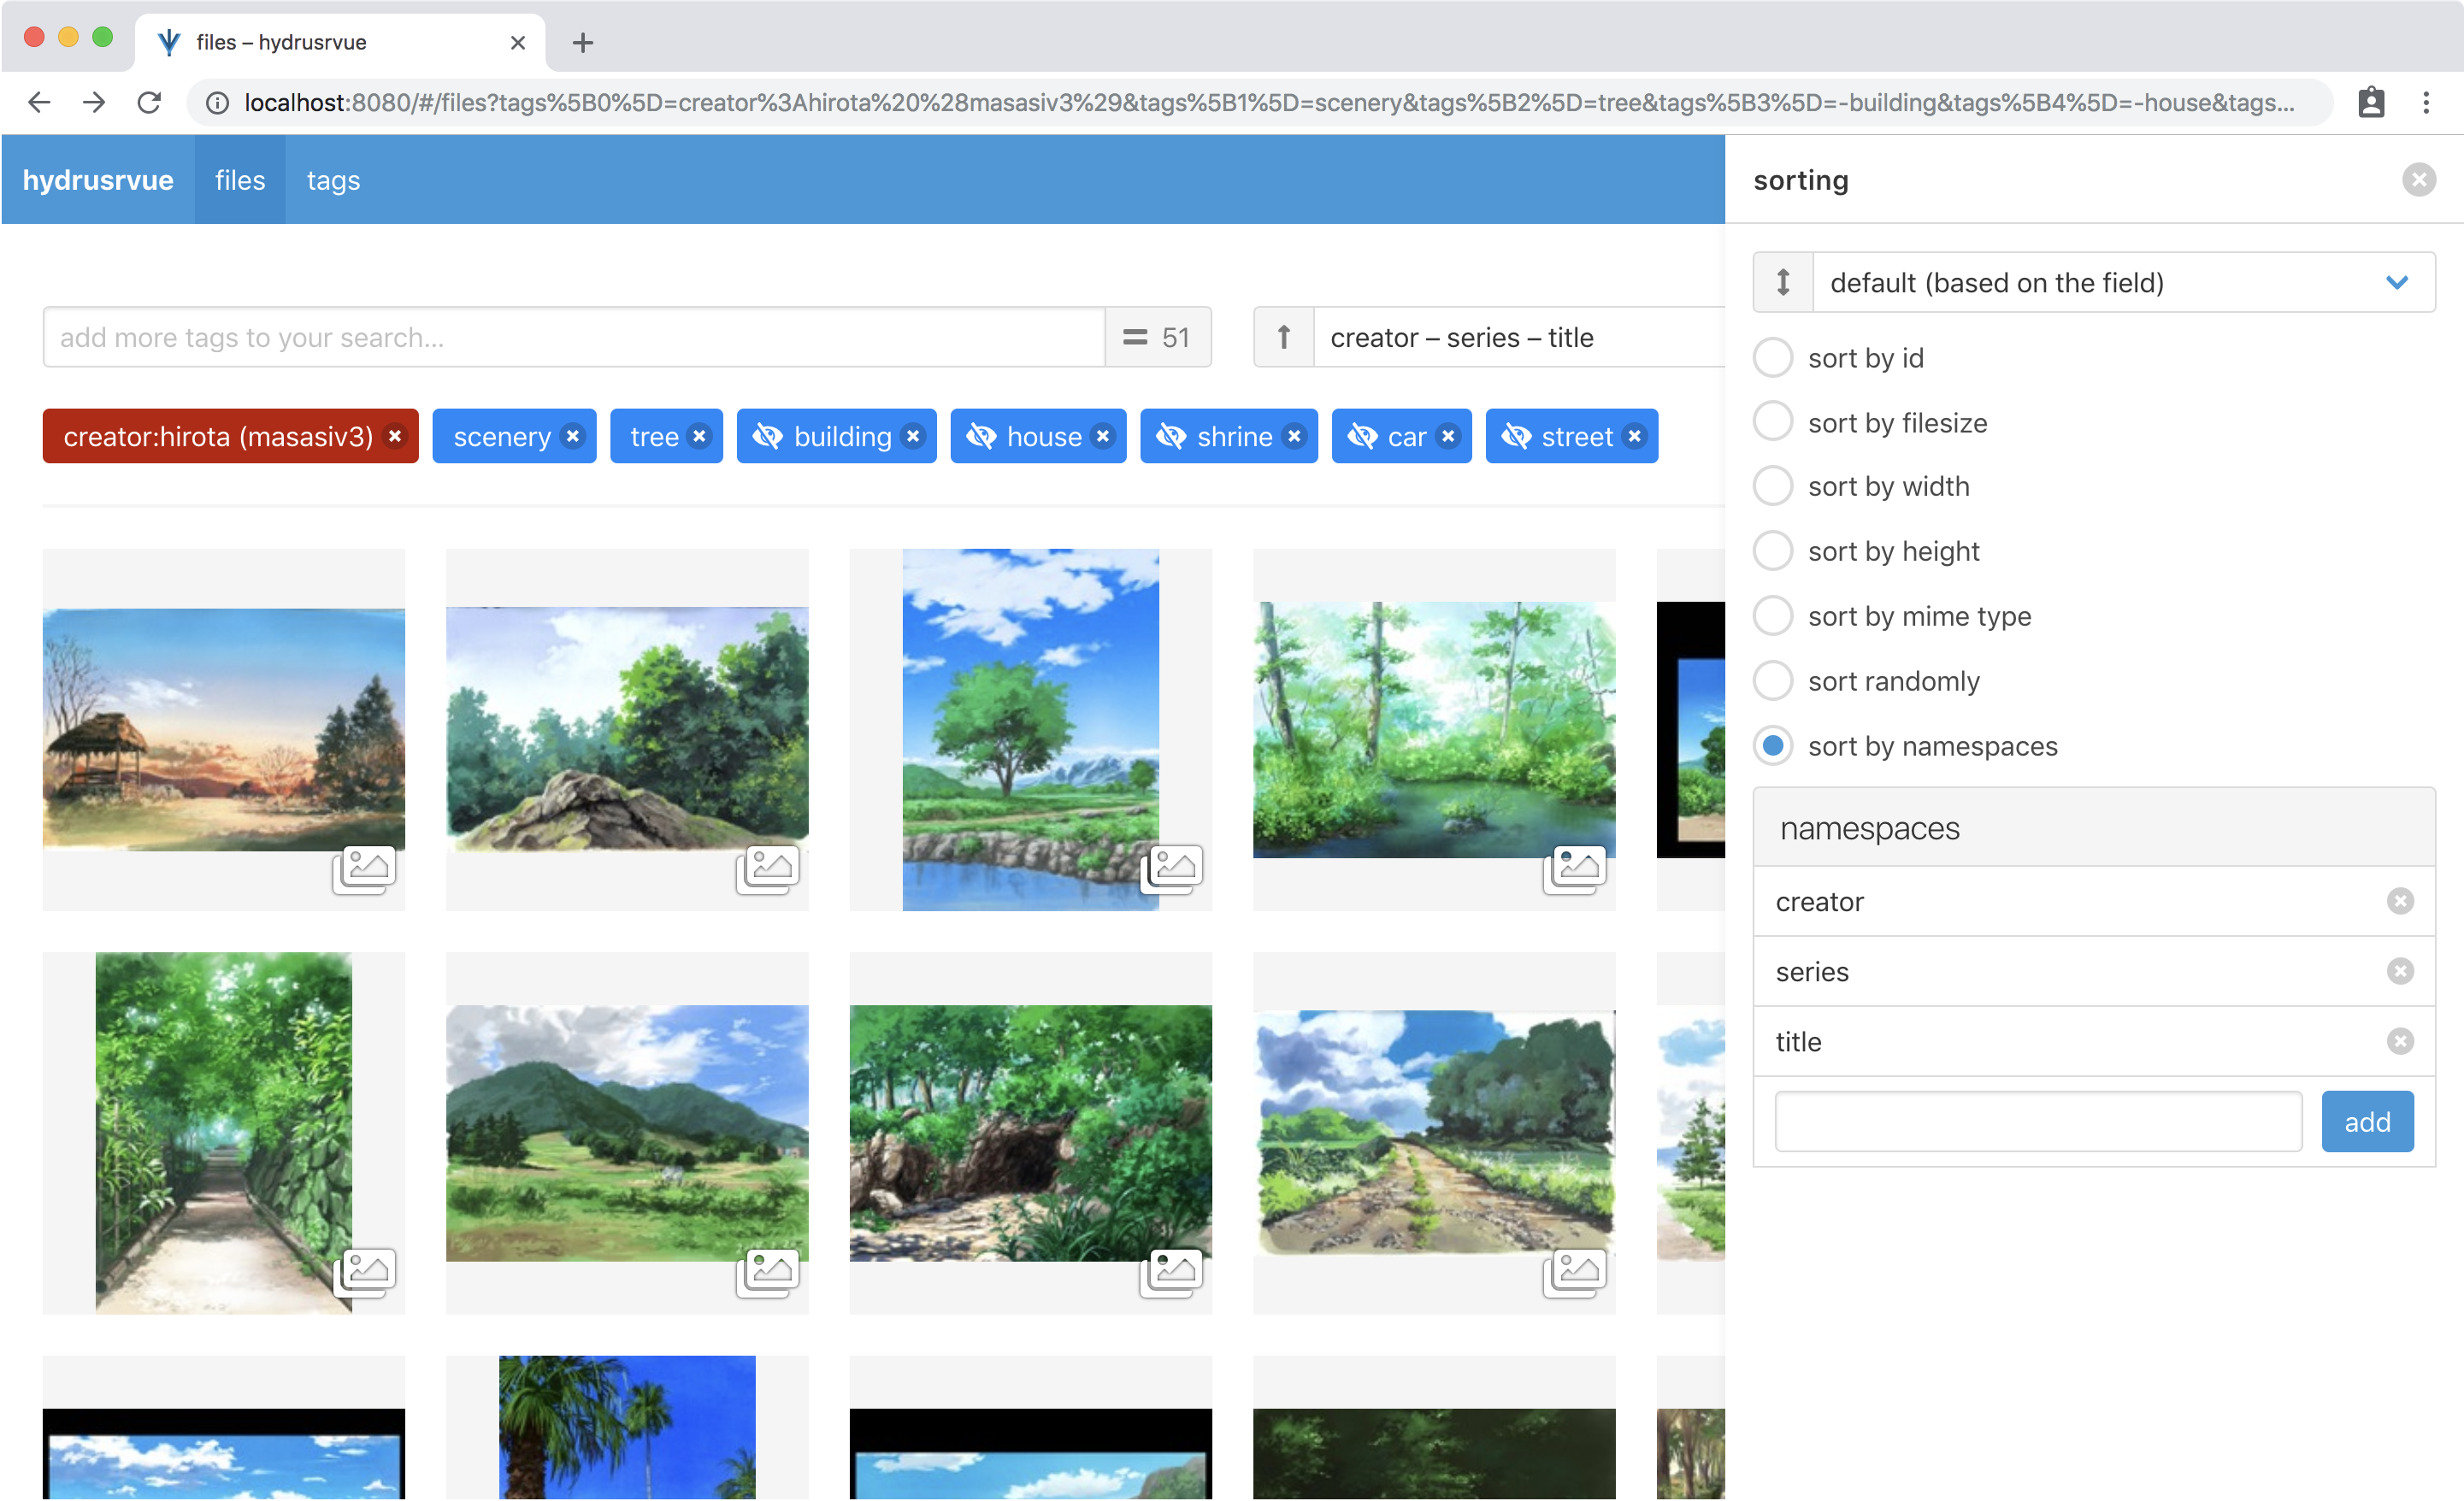 files – hydrusrvue
localhost:8080/#/files?tags%5B0%5D=creator%3Ahirota%20%28masasiv3%29&tags%5B1%5D=scenery&tags%5B2%5D=tree&tags%5B3%5D=-building&tags%5B4%5D=-house&tags...
hydrusrvue files tags
sorting
default (based on the field)
add more tags to your search...
= 51
creator – series – title
sort by id
sort by filesize
sort by width
sort by height
sort by mime type
sort randomly
sort by namespaces
creator:hirota (masasiv3) scenery tree building house shrine car street
namespaces
creator
series
title
add